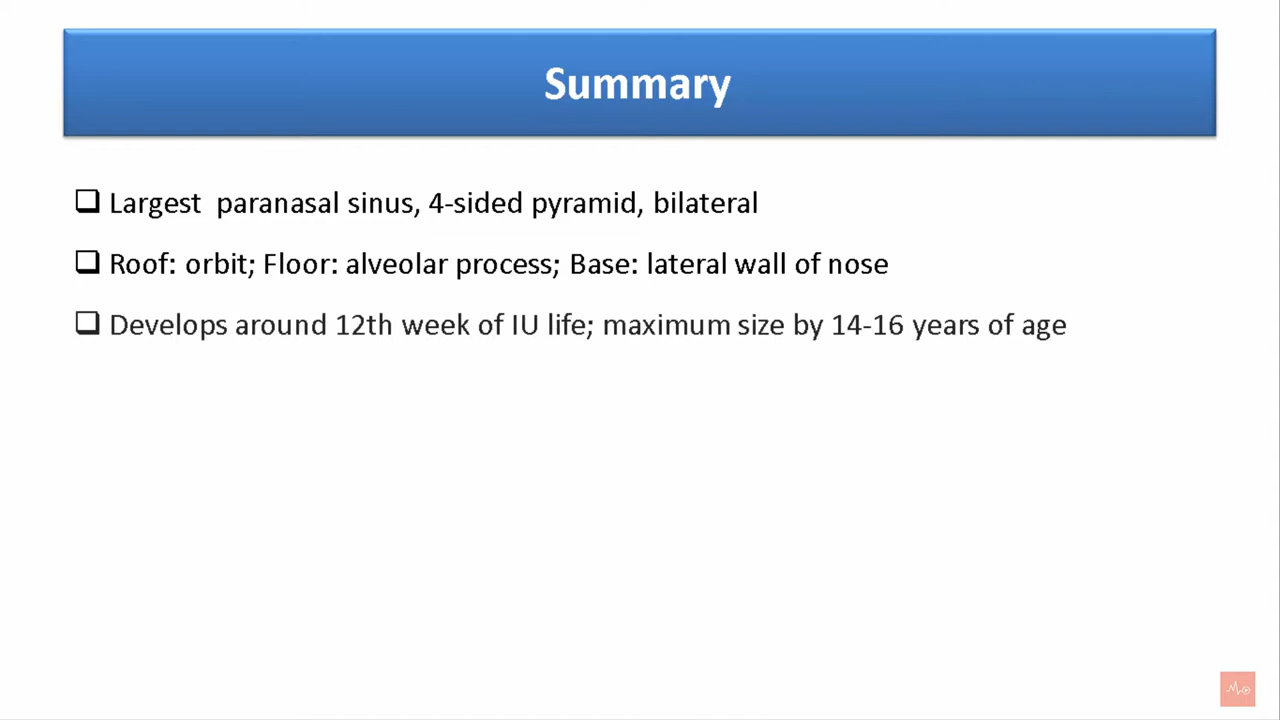 Summary
Largest paranasal sinus, 4-sided pyramid, bilateral
Roof: orbit; Floor: alveolar process; Base: lateral wall of nose
Develops around 12th week of IU life; maximum size by 14-16 years of age